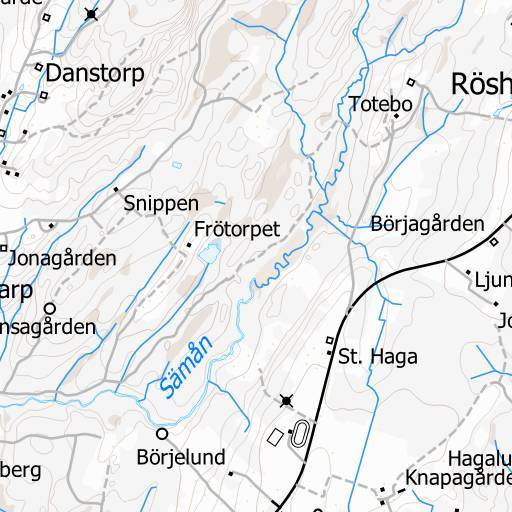 Danstorp
Rösh
Totebo
Snippen
Frötorpet
Börjagården
Jonagården
Ljun
arp
Jo
nsagården
Sämån
St. Haga
Börjelund
Hagalu
berg
Knapagårde